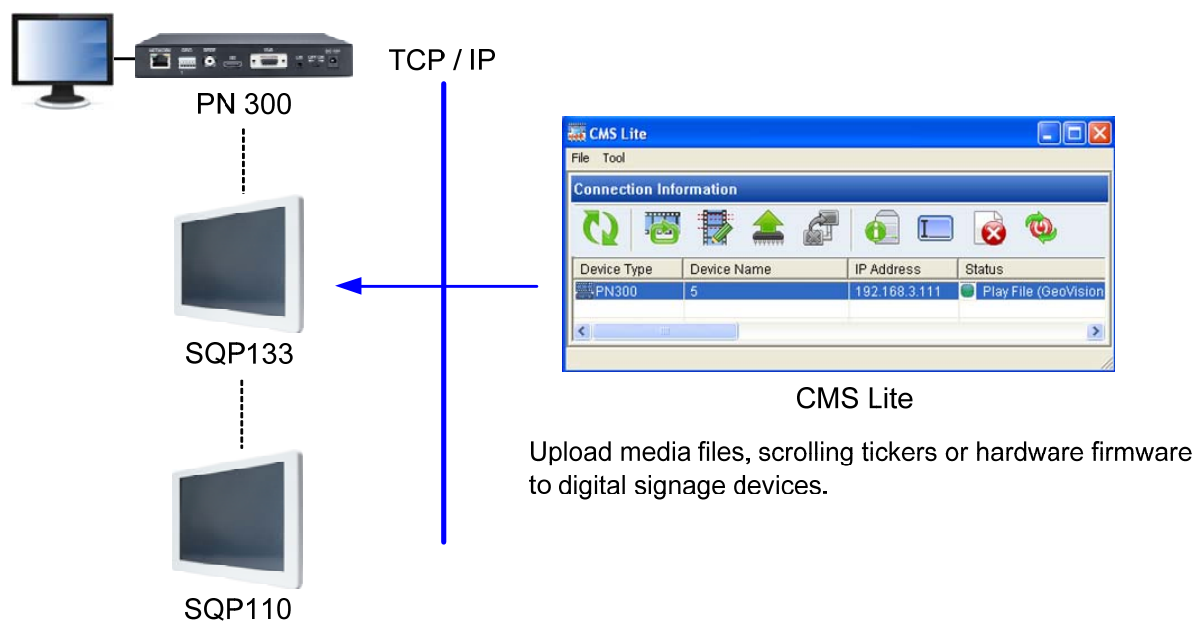 TCP / IP
PN 300
SQP133
SQP110
CMS Lite
File Tool
Connection Information
Device Type Device Name IP Address Status
PN300 5 192.168.3.111 Play File (GeoVision
CMS Lite
Upload media files, scrolling tickers or hardware firmware
to digital signage devices.